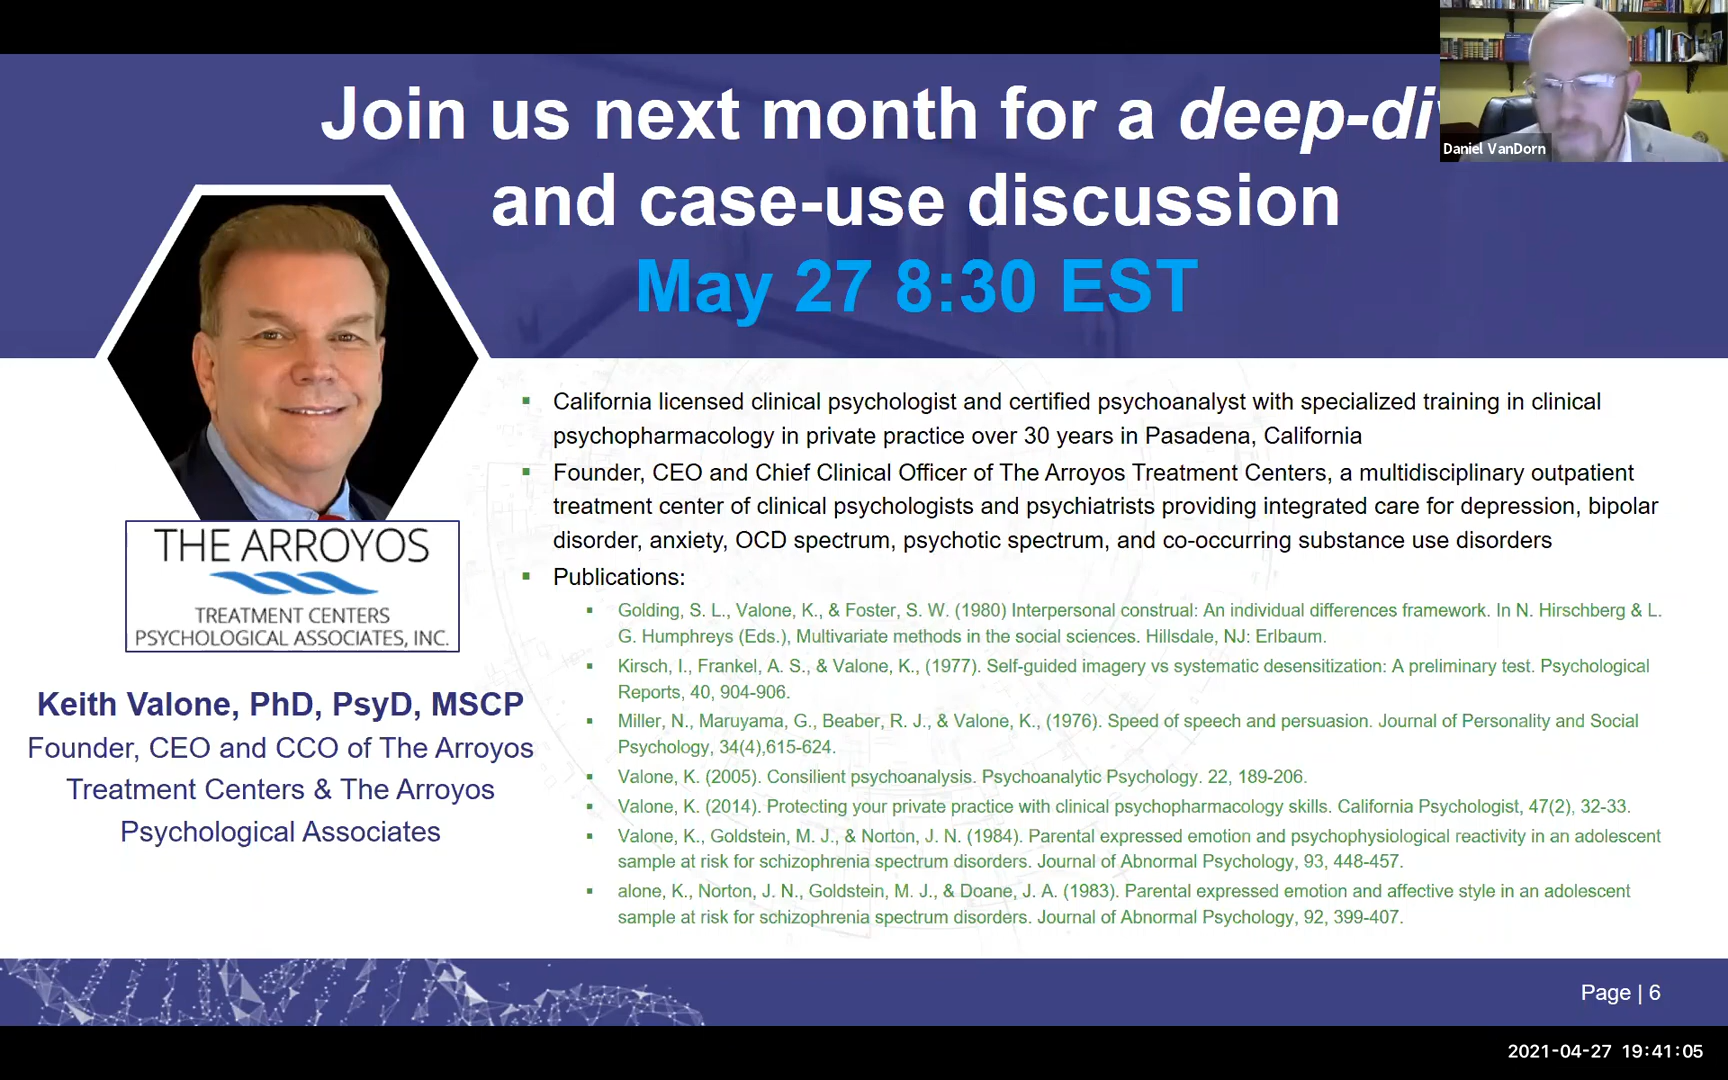 Join us next month for a deep-di
and case-use discussion
May 27 8:30 EST
Daniel VanDorn
THE ARROYOS
TREATMENT CENTERS
PSYCHOLOGICAL ASSOCIATES, INC.
Keith Valone, PhD, PsyD, MSCP
Founder, CEO and CCO of The Arroyos
Treatment Centers & The Arroyos
Psychological Associates
California licensed clinical psychologist and certified psychoanalyst with specialized training in clinical
psychopharmacology in private practice over 30 years in Pasadena, California
Founder, CEO and Chief Clinical Officer of The Arroyos Treatment Centers, a multidisciplinary outpatient
treatment center of clinical psychologists and psychiatrists providing integrated care for depression, bipolar
disorder, anxiety, OCD spectrum, psychotic spectrum, and co-occurring substance use disorders
Publications:
Golding, S. L., Valone, K., & Foster, S. W. (1980) Interpersonal construal: An individual differences framework. In N. Hirschberg & L.
G. Humphreys (Eds.), Multivariate methods in the social sciences. Hillsdale, NJ: Erlbaum.
Kirsch, I., Frankel, A. S., & Valone, K., (1977). Self-guided imagery vs systematic desensitization: A preliminary test. Psychological
Reports, 40, 904-906.
Miller, N., Maruyama, G., Beaber, R. J., & Valone, K., (1976). Speed of speech and persuasion. Journal of Personality and Social
Psychology, 34(4),615-624.
Valone, K. (2005). Consilient psychoanalysis. Psychoanalytic Psychology. 22, 189-206.
Valone, K. (2014). Protecting your private practice with clinical psychopharmacology skills. California Psychologist, 47(2), 32-33.
Valone, K., Goldstein, M. J., & Norton, J. N. (1984). Parental expressed emotion and psychophysiological reactivity in an adolescent
sample at risk for schizophrenia spectrum disorders. Journal of Abnormal Psychology, 93, 448-457.
alone, K., Norton, J. N., Goldstein, M. J., & Doane, J. A. (1983). Parental expressed emotion and affective style in an adolescent
sample at risk for schizophrenia spectrum disorders. Journal of Abnormal Psychology, 92, 399-407.
Page | 6
2021-04-27 19:41:05